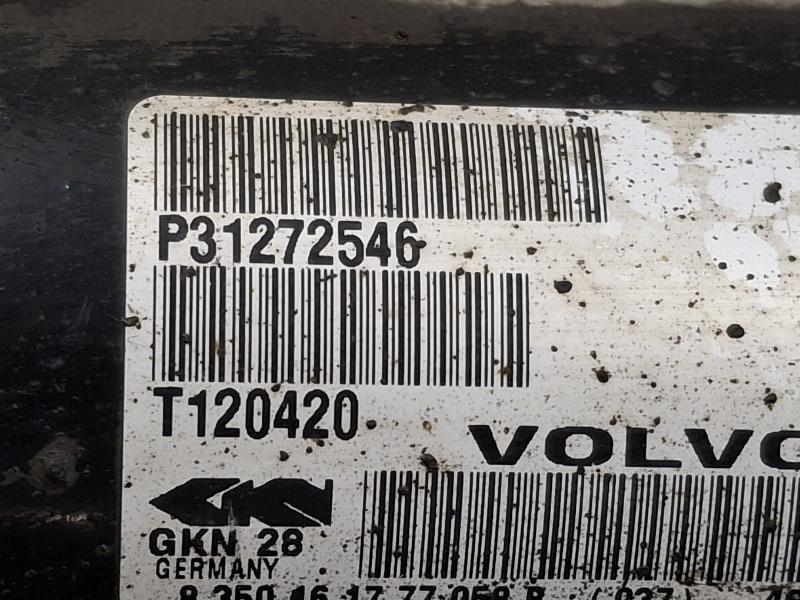 P31272546
T120420
VOLVO
GKN 28
GERMANY